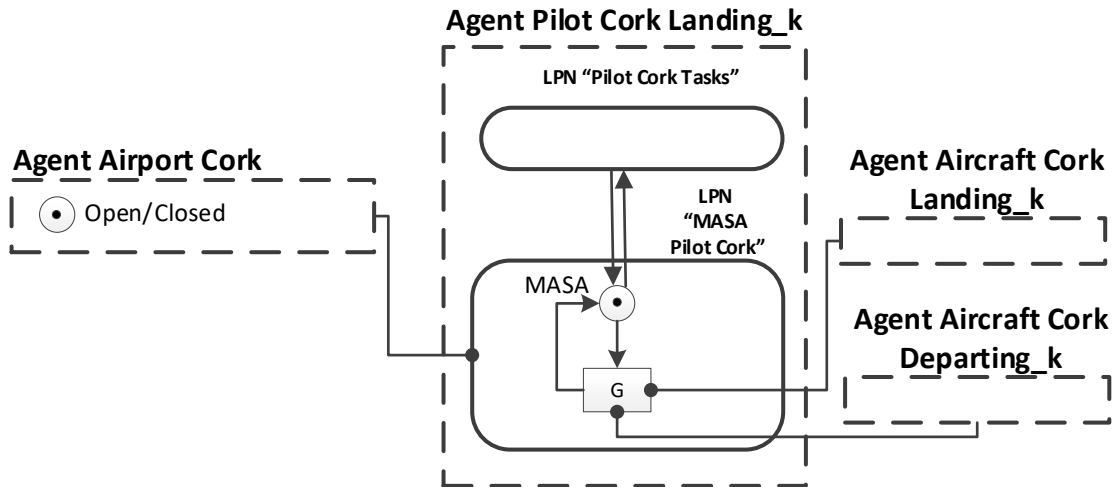 Agent Pilot Cork Landing_k
LPN “Pilot Cork Tasks”
Agent Airport Cork
Open/Closed
LPN
“MASA
Pilot Cork”
MASA
G
Agent Aircraft Cork
Landing_k
Agent Aircraft Cork
Departing_k